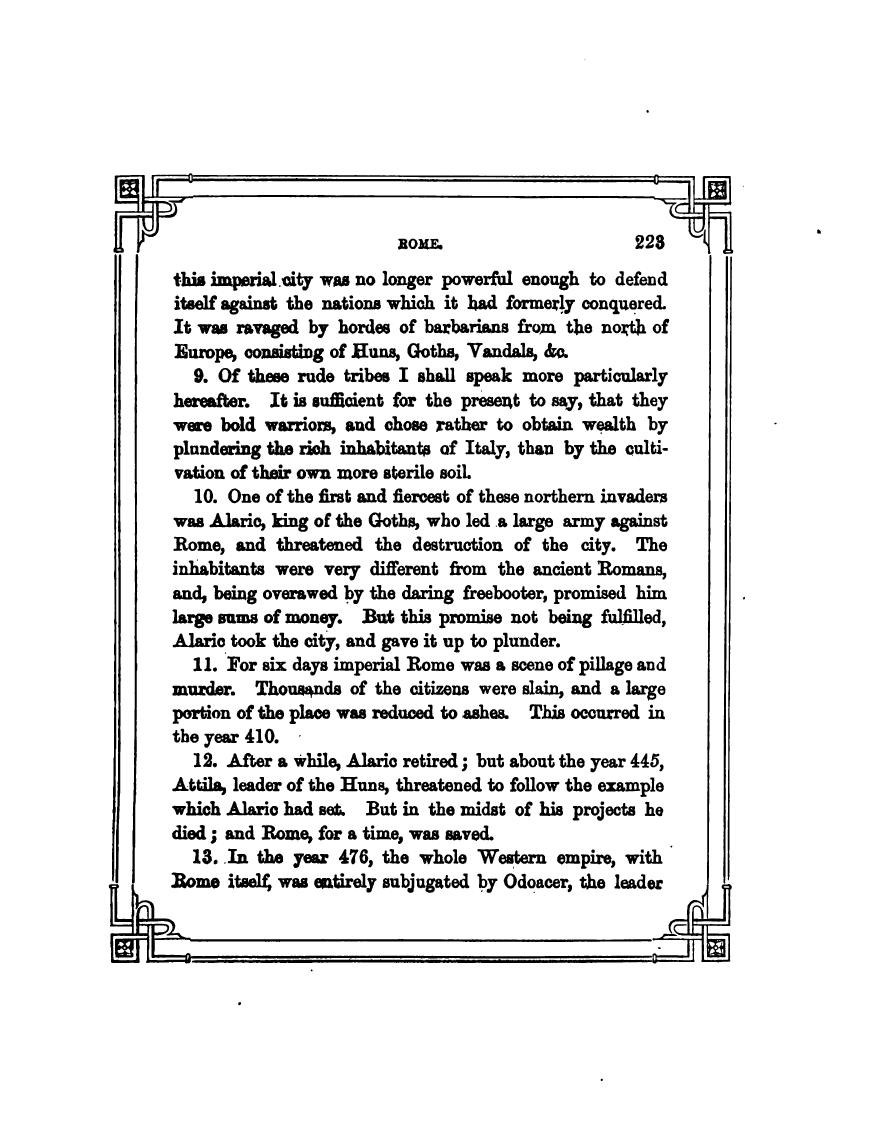 ROME. 223
this imperial city was no longer powerful enough to defend
itself against the nations which it had formerly conquered.
It was ravaged by hordes of barbarians from the north of
Europe, consisting of Huns, Goths, Vandals, &c.
9. Of these rude tribes I shall speak more particularly
hereafter. It is sufficient for the present to say, that they
were bold warriors, and chose rather to obtain wealth by
plundering the rich inhabitants of Italy, than by the culti-
vation of their own more sterile soil.
10. One of the first and fiercest of these northern invaders
was Alaric, king of the Goths, who led a large army against
Rome, and threatened the destruction of the city. The
inhabitants were very different from the ancient Romans,
and, being overawed by the daring freebooter, promised him
large sums of money. But this promise not being fulfilled,
Alaric took the city, and gave it up to plunder.
11. For six days imperial Rome was a scene of pillage and
murder. Thousands of the citizens were slain, and a large
portion of the place was reduced to ashes. This occurred in
the year 410.
12. After a while, Alaric retired; but about the year 445,
Attila, leader of the Huns, threatened to follow the example
which Alaric had set. But in the midst of his projects he
died; and Rome, for a time, was saved.
13. In the year 476, the whole Western empire, with
Rome itself, was entirely subjugated by Odoacer, the leader